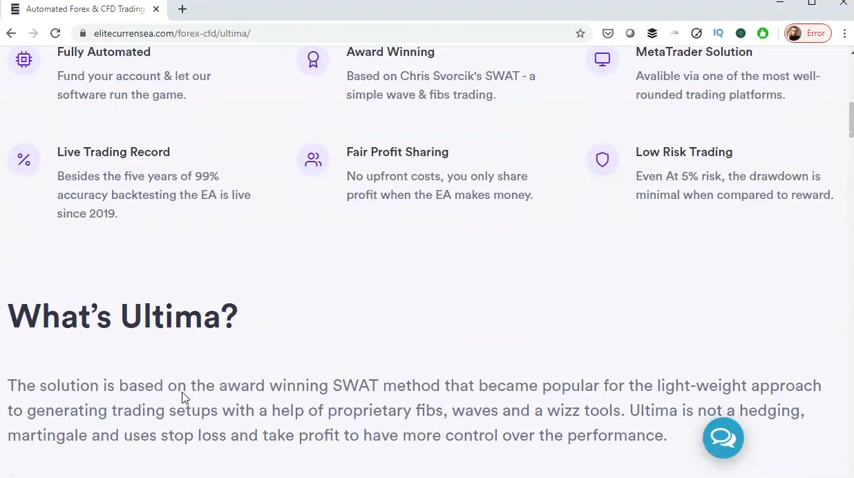 Automated Forex & CFD Trading
elitecurrensea.com/forex-cfd/ultima/
Error
Fully Automated
Fund your account & let our
software run the game.
Award Winning
Based on Chris Svorcik's SWAT - a
simple wave & fibs trading.
MetaTrader Solution
Avalible via one of the most well-
rounded trading platforms.
Live Trading Record
Besides the five years of 99%
accuracy backtesting the EA is live
since 2019.
Fair Profit Sharing
No upfront costs, you only share
profit when the EA makes money.
Low Risk Trading
Even At 5% risk, the drawdown is
minimal when compared to reward.
What's Ultima?
The solution is based on the award winning SWAT method that became popular for the light-weight approach
to generating trading setups with a help of proprietary fibs, waves and a wizz tools. Ultima is not a hedging,
martingale and uses stop loss and take profit to have more control over the performance.